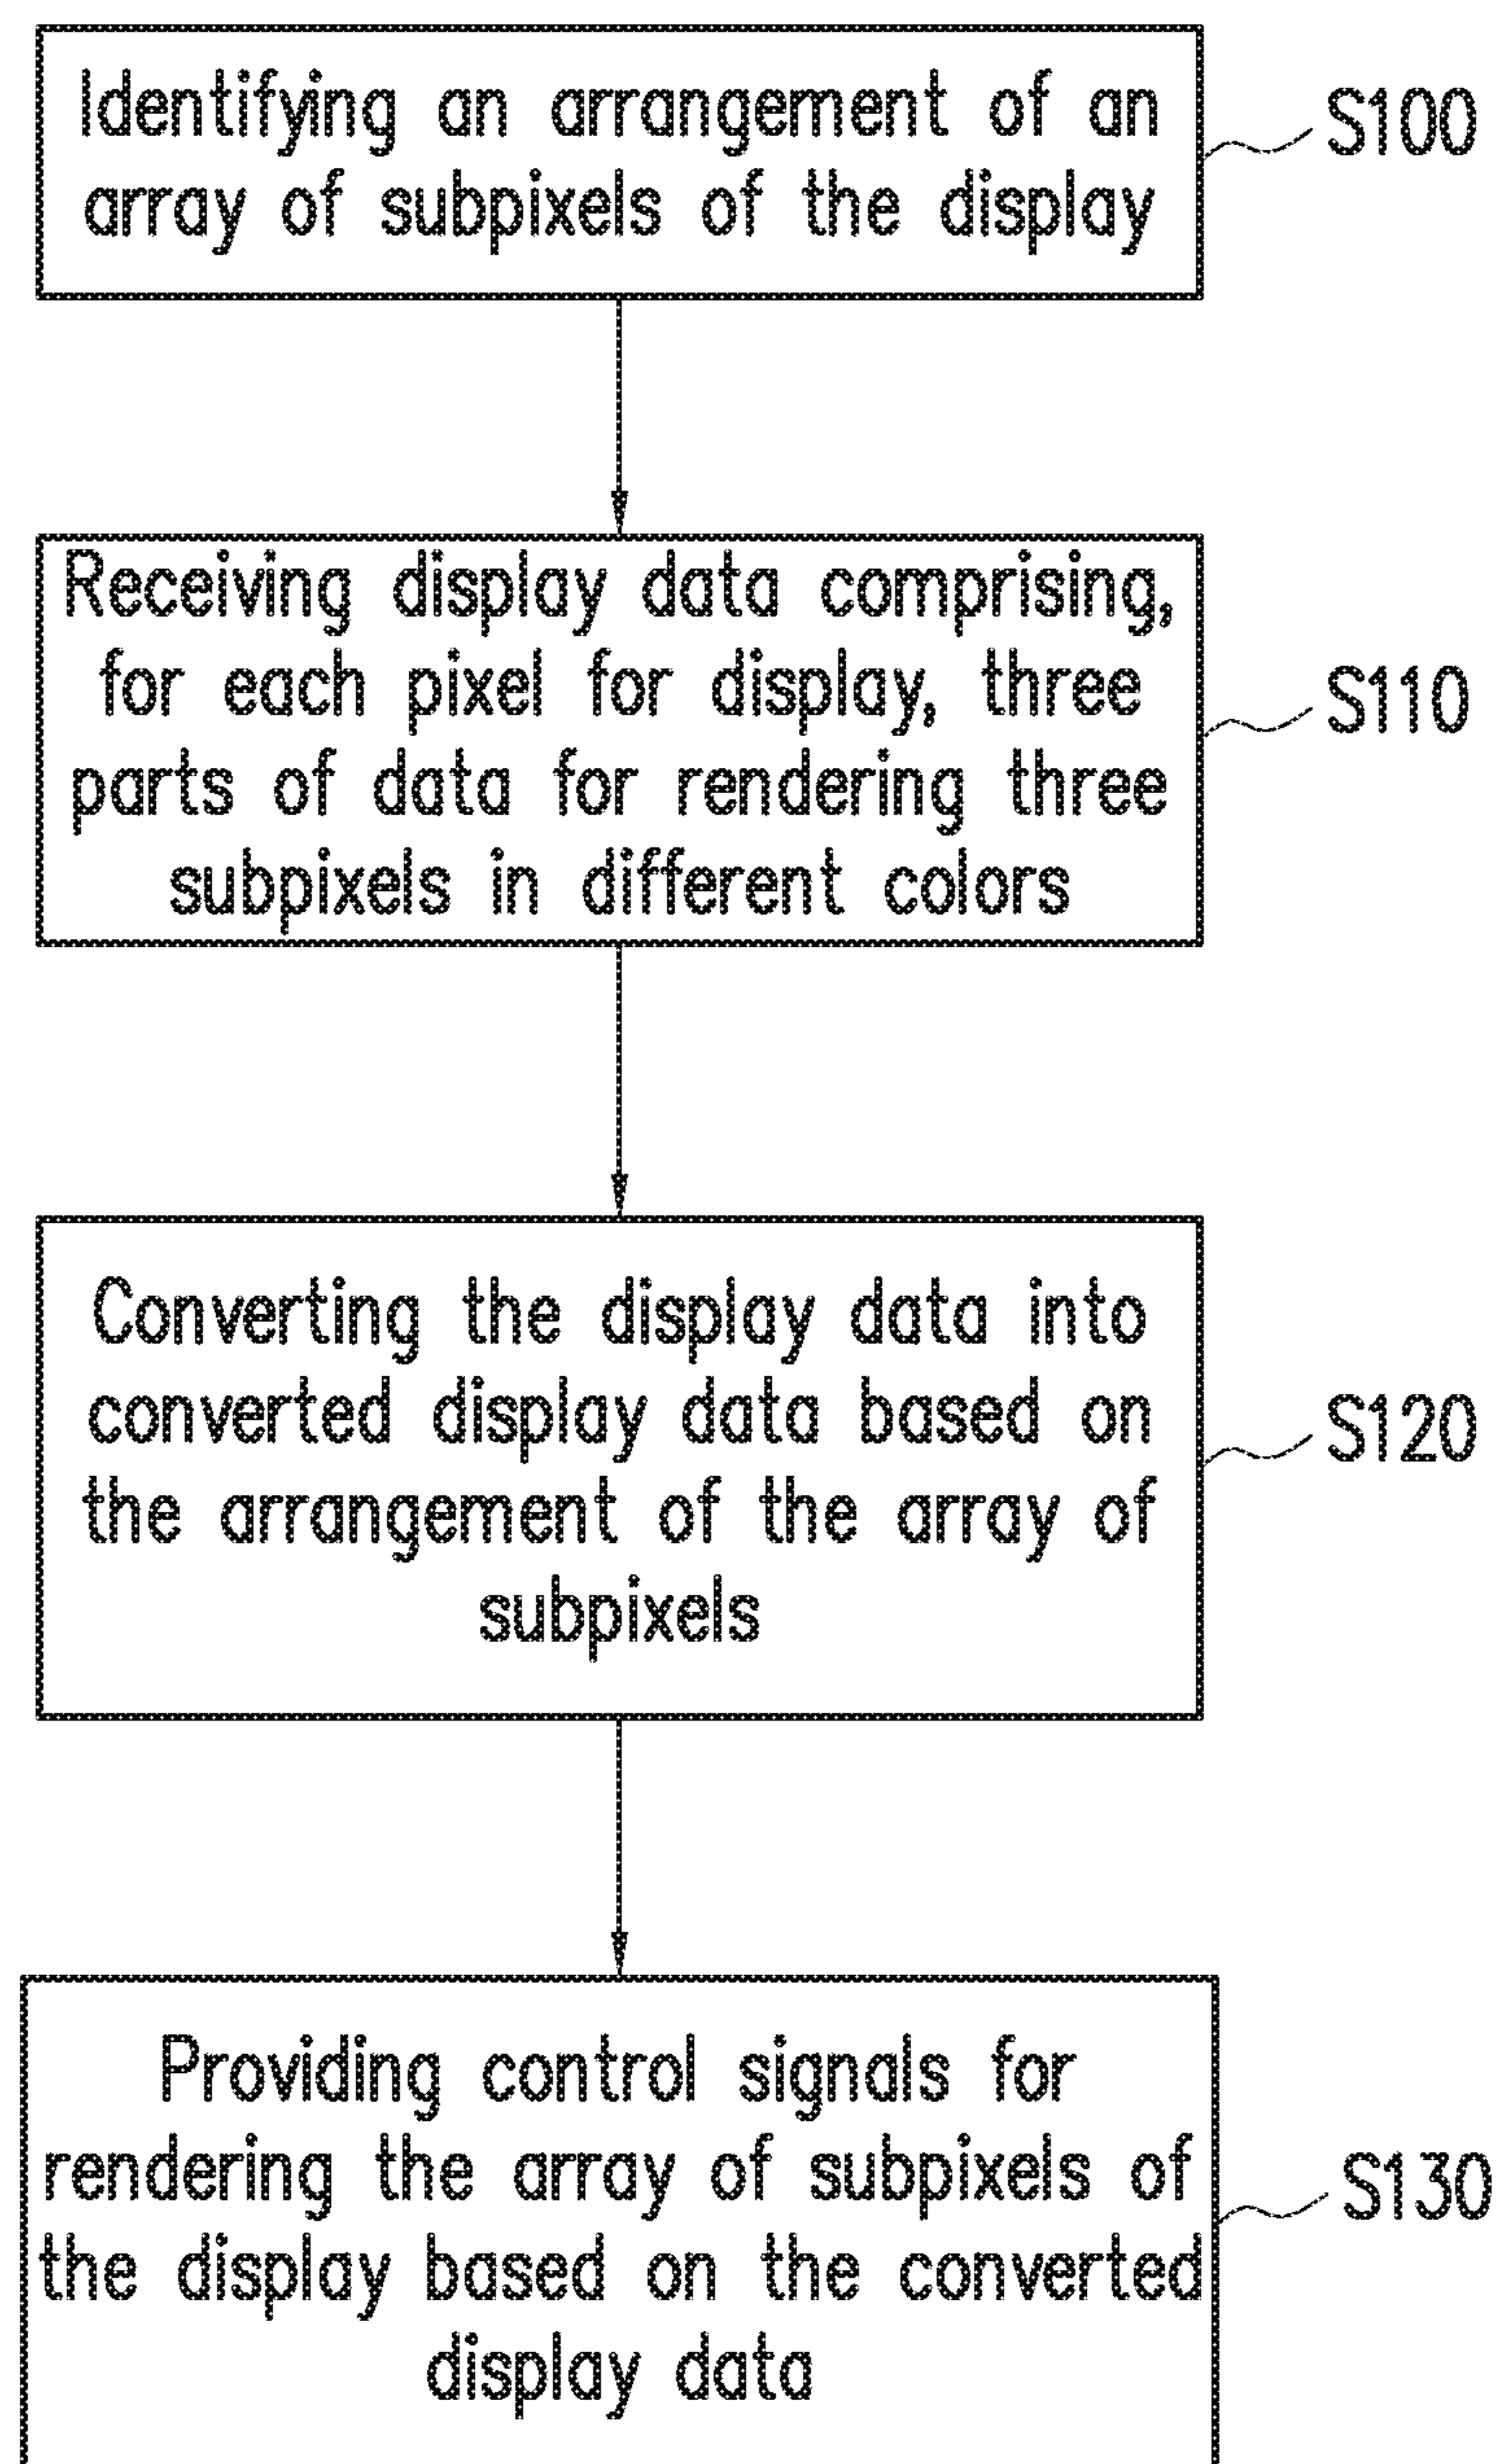 Identifying an arrangement of an
array of subpixels of the display
S100
Receiving display data comprising,
for each pixel for display, three
parts of data for rendering three
subpixels in different colors
S110
Converting the display data into
converted display data based on
the arrangement of the array of
subpixels
S120
Providing control signals for
rendering the array of subpixels of
the display based on the converted
display data
S130